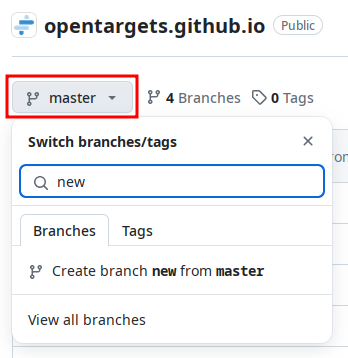 opentargets.github.io Public
master 4 Branches 0 Tags
Switch branches/tags
new
Branches Tags
Create branch new from master
View all branches